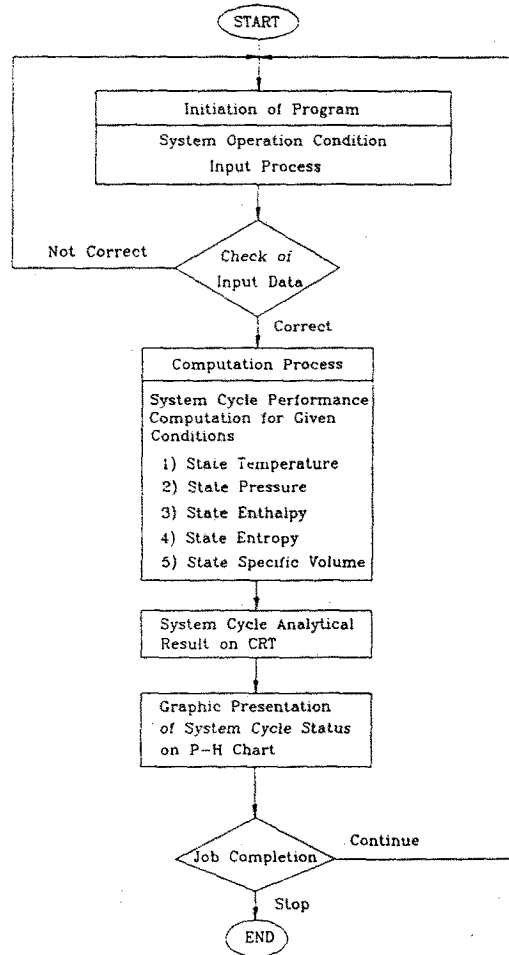 START
Initiation of Program
System Operation Condition
Input Process
Not Correct
Check of
Input Data
Correct
Computation Process
System Cycle Performance
Computation for Given
Conditions
1) State Temperature
2) State Pressure
3) State Enthalpy
4) State Entropy
5) State Specific Volume
System Cycle Analytical
Result on CRT
Graphic Presentation
of System Cycle Status
on P-H Chart
Continue
Job Completion
Stop
END